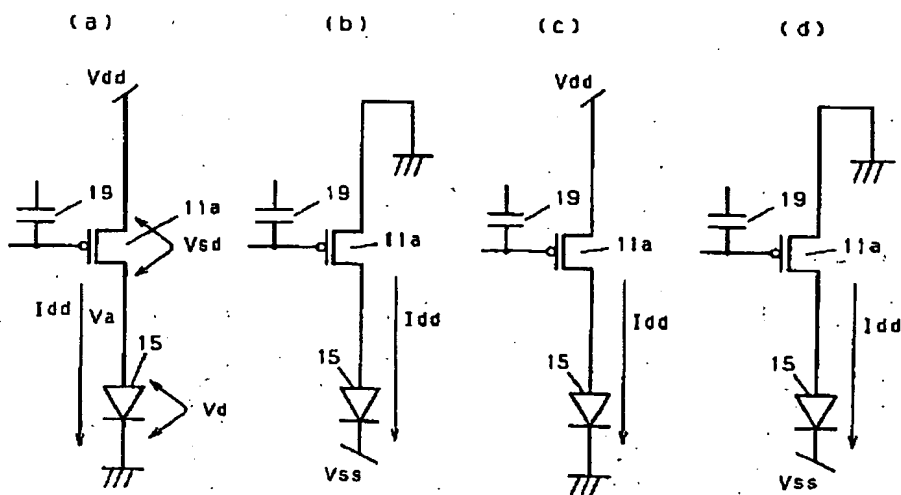 (a) (b) (c) (d)
Vdd Vdd
19 11a 19 19 19
Vsd 11a 11a 11a
Idd Va Idd Idd Idd
15 15 15 15
Vd
Vss Vss